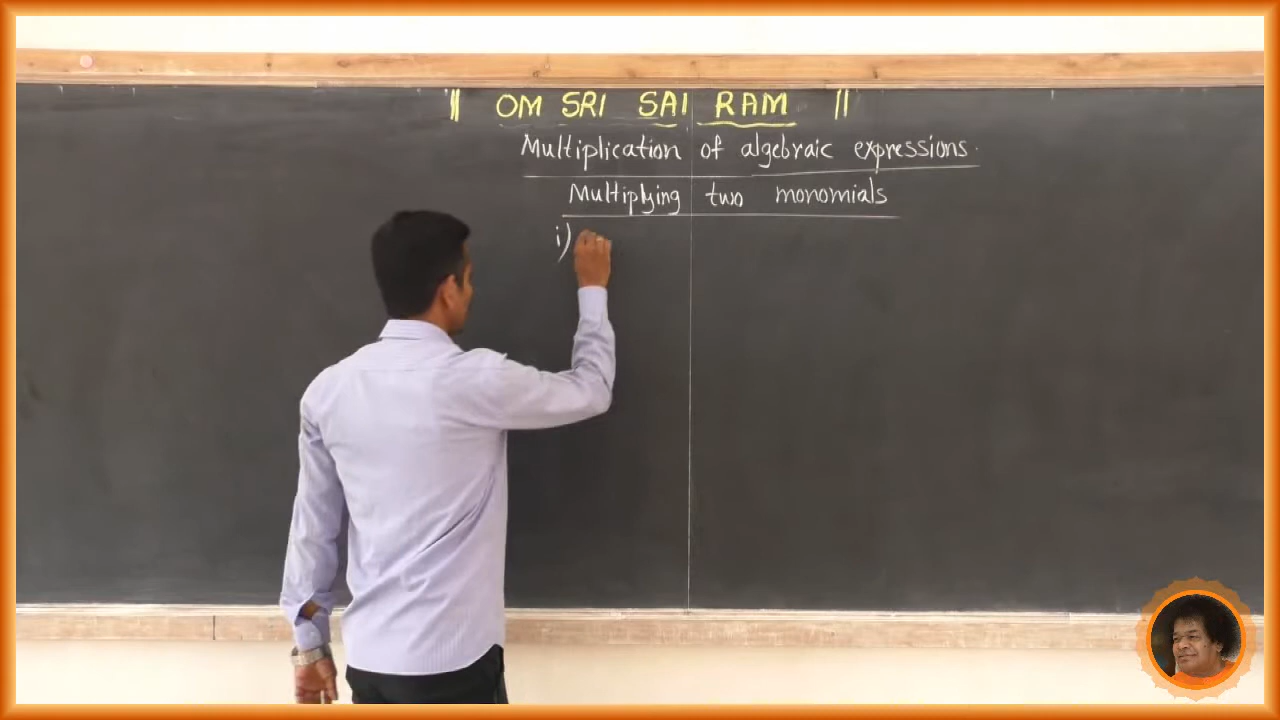 || OM SRI SAI RAM ||
Multiplication of algebraic expressions.
Multiplying two monomials
i)